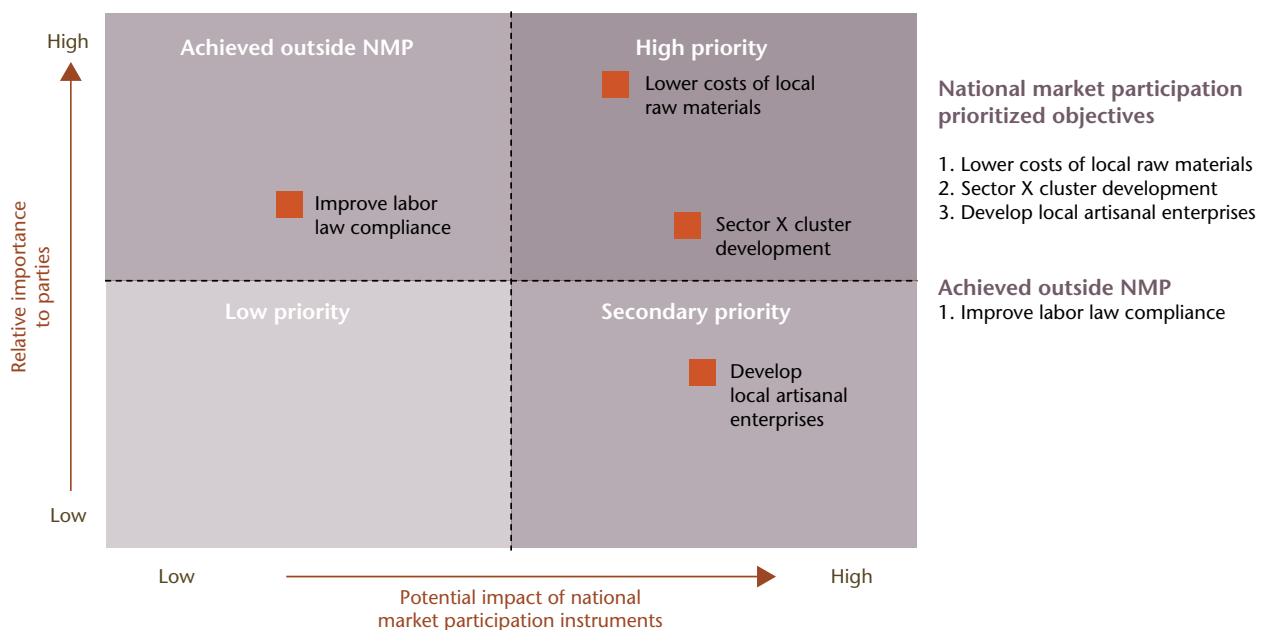 High
Low
Relative importance
to parties
Achieved outside NMP
High priority
Lower costs of local
raw materials
Improve labor
law compliance
Sector X cluster
development
Low priority
Secondary priority
Develop
local artisanal
enterprises
Low
High
Potential impact of national
market participation instruments
National market participation
prioritized objectives
1. Lower costs of local raw materials
2. Sector X cluster development
3. Develop local artisanal enterprises
Achieved outside NMP
1. Improve labor law compliance